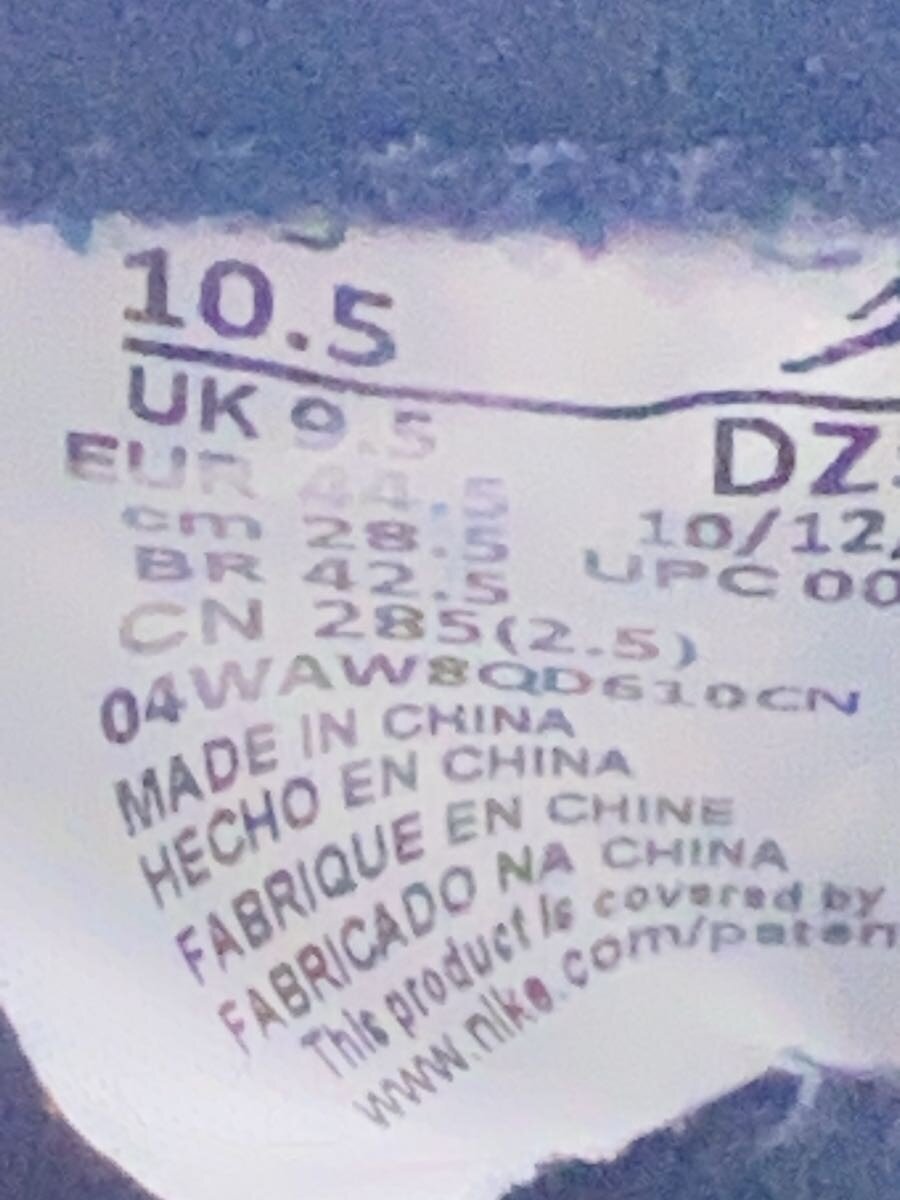 10.5
UK 9.5
EUR 44.5
cm 28.5
BR 42.5
CN 285(2.5)
04WAW8QD610CN
MADE IN CHINA
HECHO EN CHINA
FABRIQUE EN CHINE
FABRICADO NA CHINA
This product is covered by
www.nike.com/paten
DZ
10/12/
UPC 00